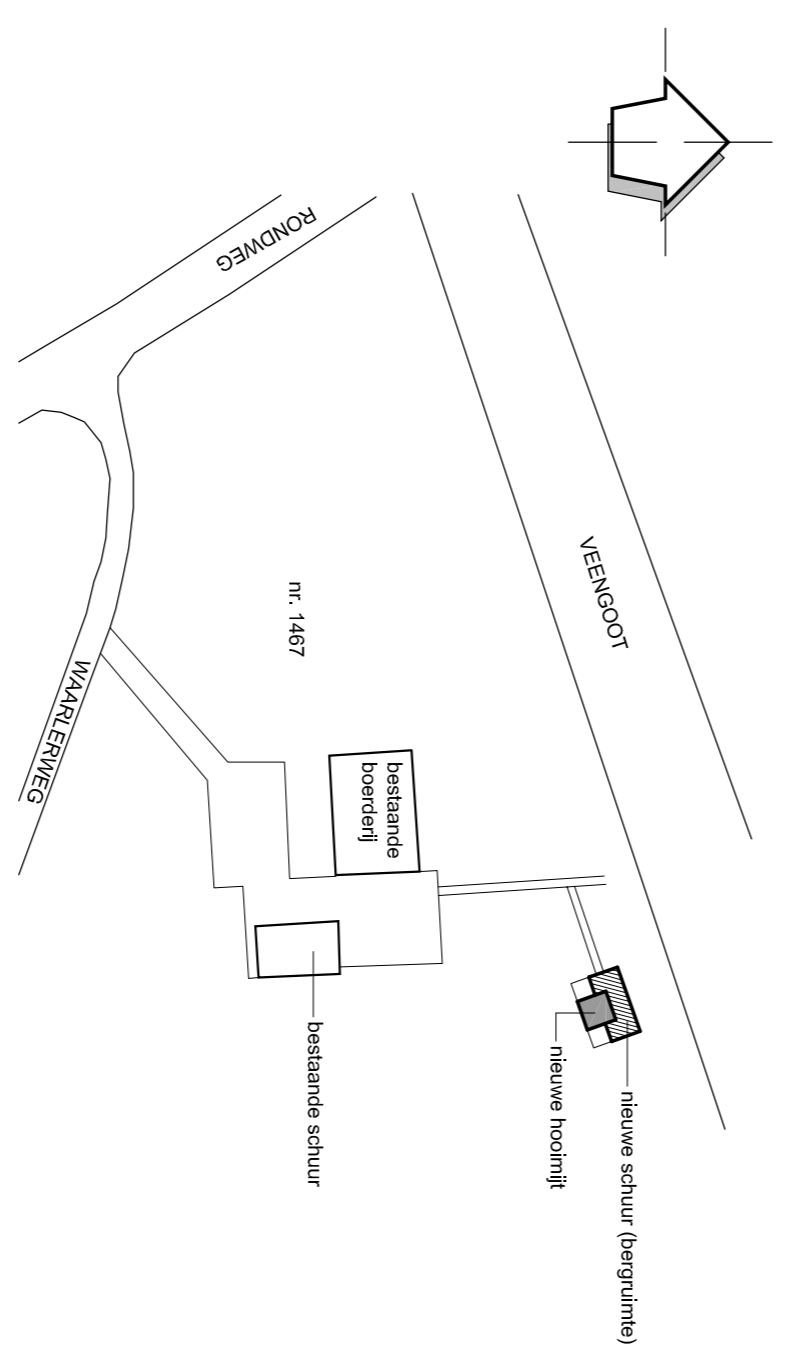 RONDWEG
VEENGOOT
nr. 1467
WAARLERWEG
bestaande
boerderij
bestaande schuur
nieuwe hooimijt
nieuwe schuur (bergruimte)